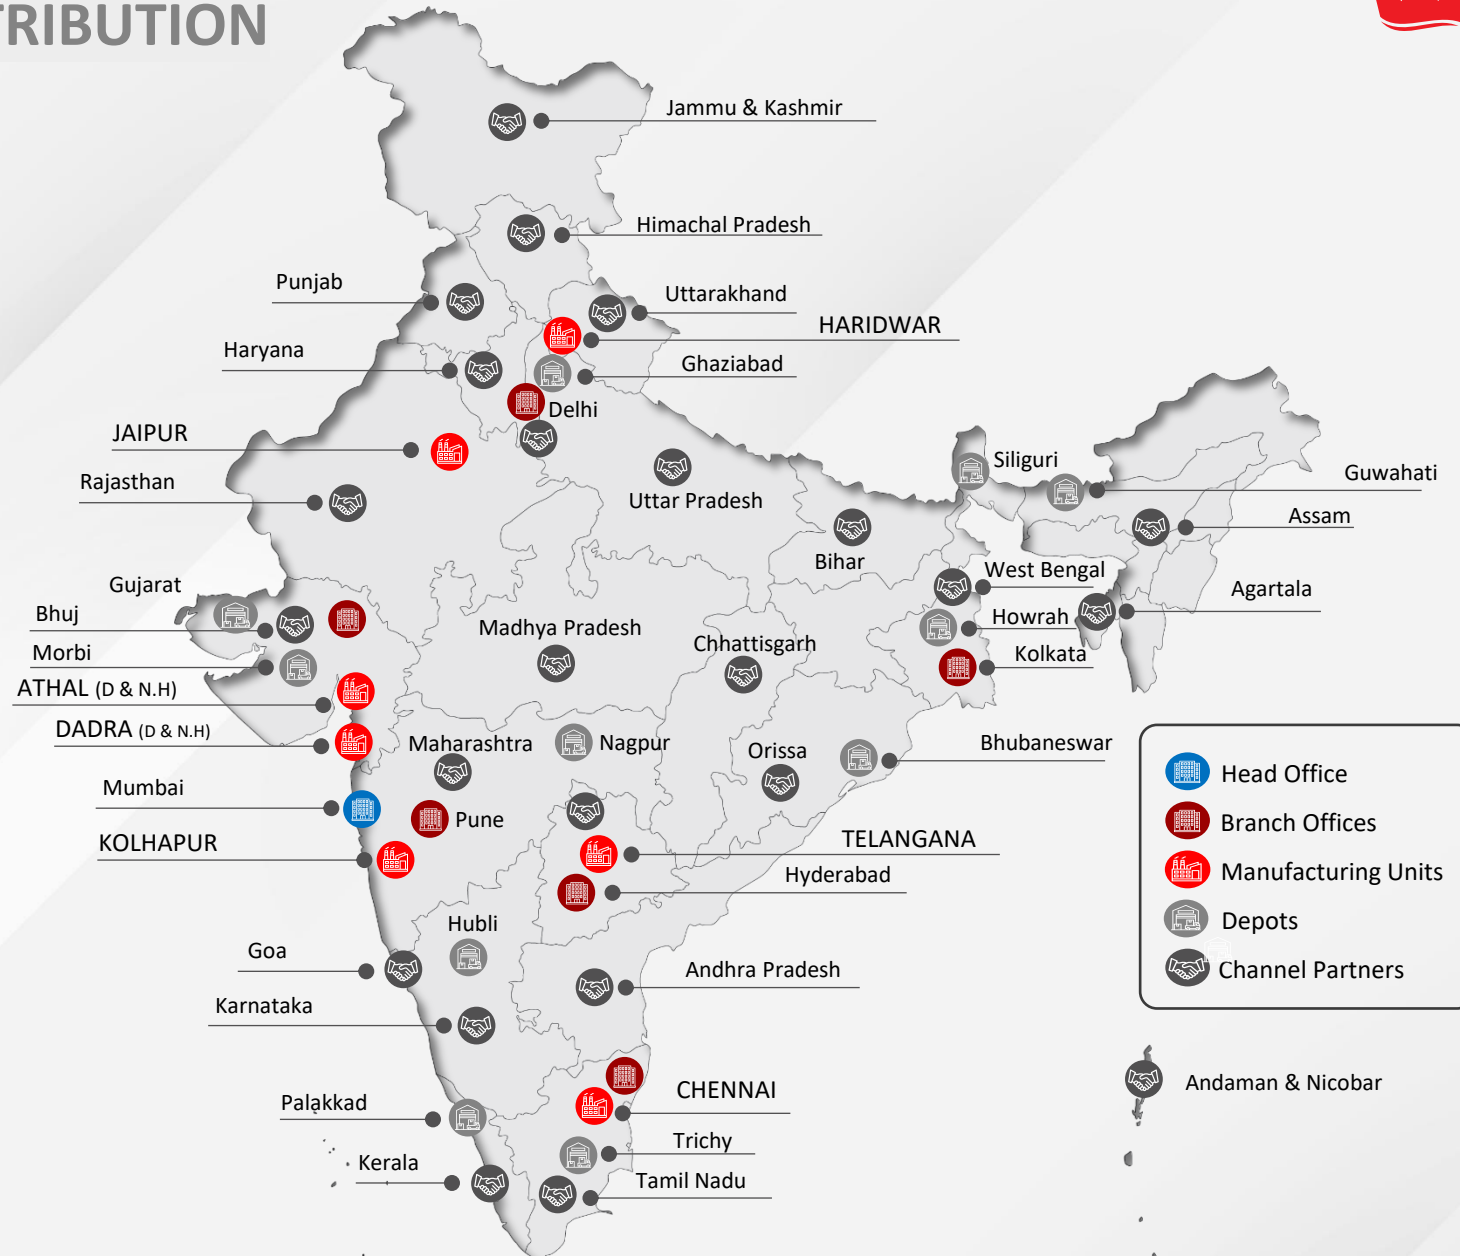 TRIBUTION
Jammu & Kashmir
Himachal Pradesh
Punjab
Uttarakhand
HARIDWAR
Haryana
Ghaziabad
Delhi
JAIPUR
Siliguri
Guwahati
Rajasthan
Uttar Pradesh
Assam
Bihar
West Bengal
Gujarat
Agartala
Bhuj
Howrah
Madhya Pradesh
Chhattisgarh
Morbi
Kolkata
ATHAL (D & N.H)
DADRA (D & N.H)
Maharashtra
Nagpur
Orissa
Bhubaneswar
Mumbai
Pune
KOLHAPUR
TELANGANA
Hyderabad
Hubli
Goa
Andhra Pradesh
Karnataka
Palakkad
CHENNAI
Trichy
Kerala
Tamil Nadu
Head Office
Branch Offices
Manufacturing Units
Depots
Channel Partners
Andaman & Nicobar